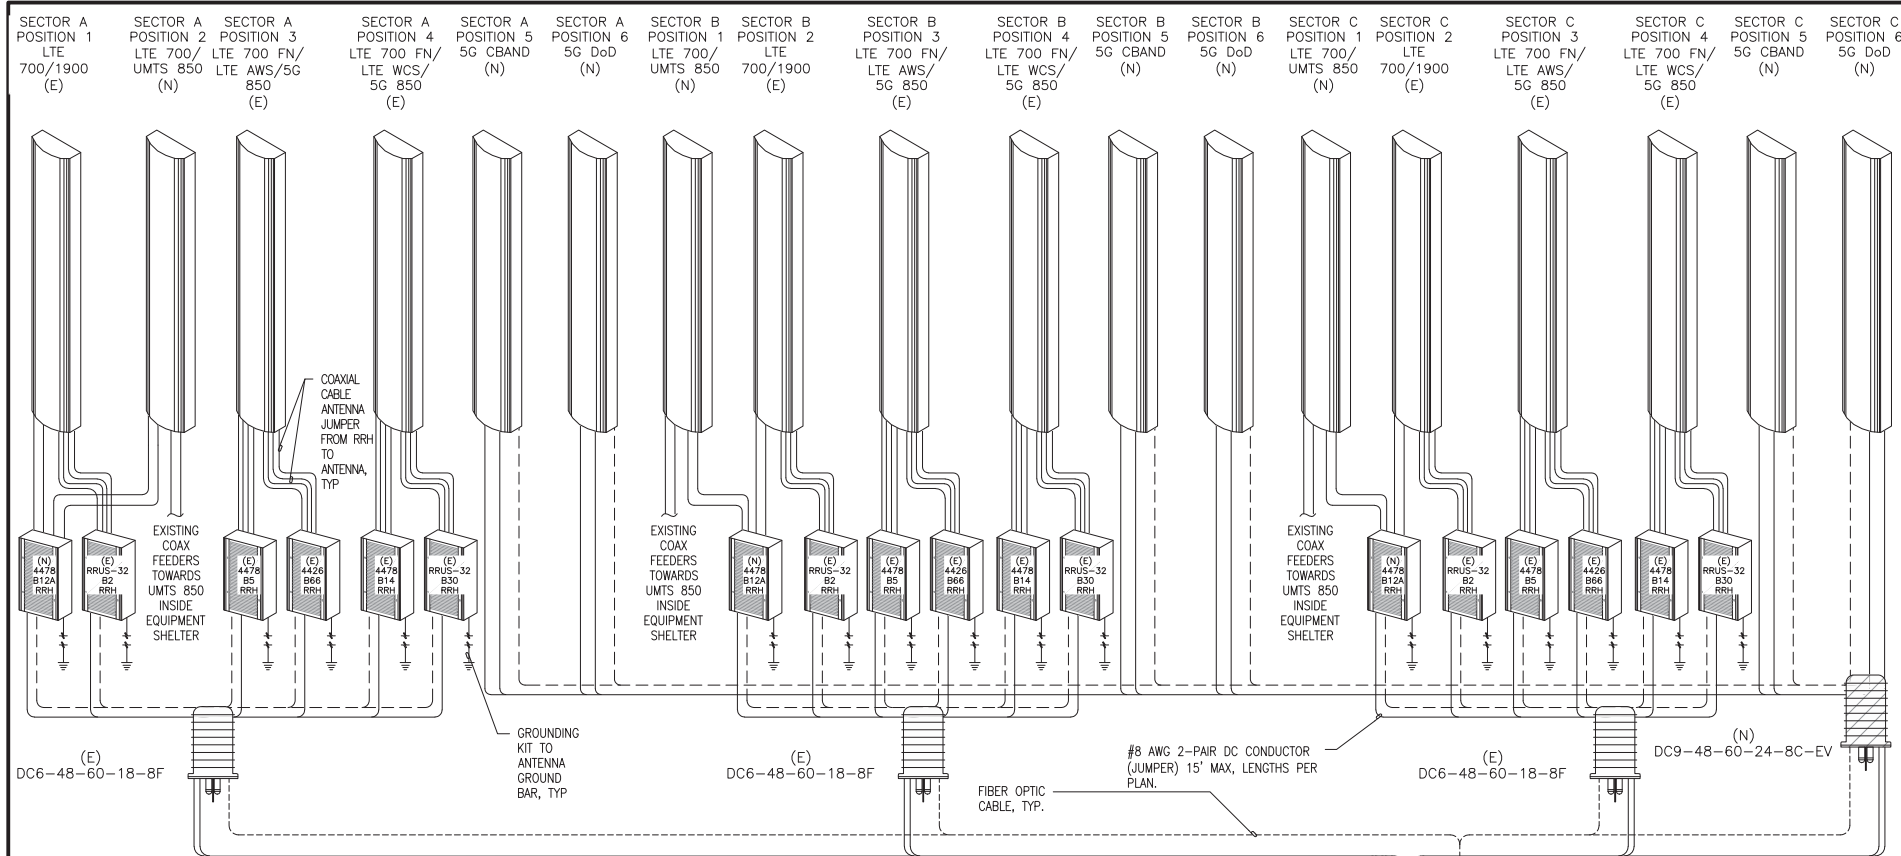 SECTOR A
POSITION 1
LTE
700/1900
(E)
SECTOR A
POSITION 2
LTE 700/
UMTS 850
(N)
SECTOR A
POSITION 3
LTE 700 FN/
LTE AWS/5G
850
(E)
SECTOR A
POSITION 4
LTE 700 FN/
LTE WCS/
5G 850
(E)
SECTOR A
POSITION 5
5G CBAND
(N)
SECTOR A
POSITION 6
5G DoD
(N)
SECTOR B
POSITION 1
LTE 700/
UMTS 850
(N)
SECTOR B
POSITION 2
LTE
700/1900
(E)
SECTOR B
POSITION 3
LTE 700 FN/
LTE AWS/
5G 850
(E)
SECTOR B
POSITION 4
LTE 700 FN/
LTE WCS/
5G 850
(E)
SECTOR B
POSITION 5
5G CBAND
(N)
SECTOR B
POSITION 6
5G DoD
(N)
SECTOR C
POSITION 1
LTE 700/
UMTS 850
(N)
SECTOR C
POSITION 2
LTE
700/1900
(E)
SECTOR C
POSITION 3
LTE 700 FN/
LTE AWS/
5G 850
(E)
SECTOR C
POSITION 4
LTE 700 FN/
LTE WCS/
5G 850
(E)
SECTOR C
POSITION 5
5G CBAND
(N)
SECTOR C
POSITION 6
5G DoD
(N)
COAXIAL
CABLE
ANTENNA
JUMPER
FROM RRH
TO
ANTENNA,
TYP
(N)
4478
B12A
RRH
(E)
RRUS-32
B2
RRH
EXISTING
COAX
FEEDERS
TOWARDS
UMTS 850
INSIDE
EQUIPMENT
SHELTER
(E)
4478
B5
RRH
(E)
4426
B66
RRH
(E)
4478
B14
RRH
(E)
RRUS-32
B30
RRH
EXISTING
COAX
FEEDERS
TOWARDS
UMTS 850
INSIDE
EQUIPMENT
SHELTER
(N)
4478
B12A
RRH
(E)
RRUS-32
B2
RRH
(E)
4478
B5
RRH
(E)
4426
B66
RRH
(E)
4478
B14
RRH
(E)
RRUS-32
B30
RRH
EXISTING
COAX
FEEDERS
TOWARDS
UMTS 850
INSIDE
EQUIPMENT
SHELTER
(N)
4478
B12A
RRH
(E)
RRUS-32
B2
RRH
(E)
4478
B5
RRH
(E)
4426
B66
RRH
(E)
4478
B14
RRH
(E)
RRUS-32
B30
RRH
(E)
DC6-48-60-18-8F
GROUNDING
KIT TO
ANTENNA
GROUND
BAR, TYP
(E)
DC6-48-60-18-8F
#8 AWG 2-PAIR DC CONDUCTOR
(JUMPER) 15' MAX, LENGTHS PER
PLAN.
FIBER OPTIC
CABLE, TYP.
(E)
DC6-48-60-18-8F
(N)
DC9-48-60-24-8C-EV